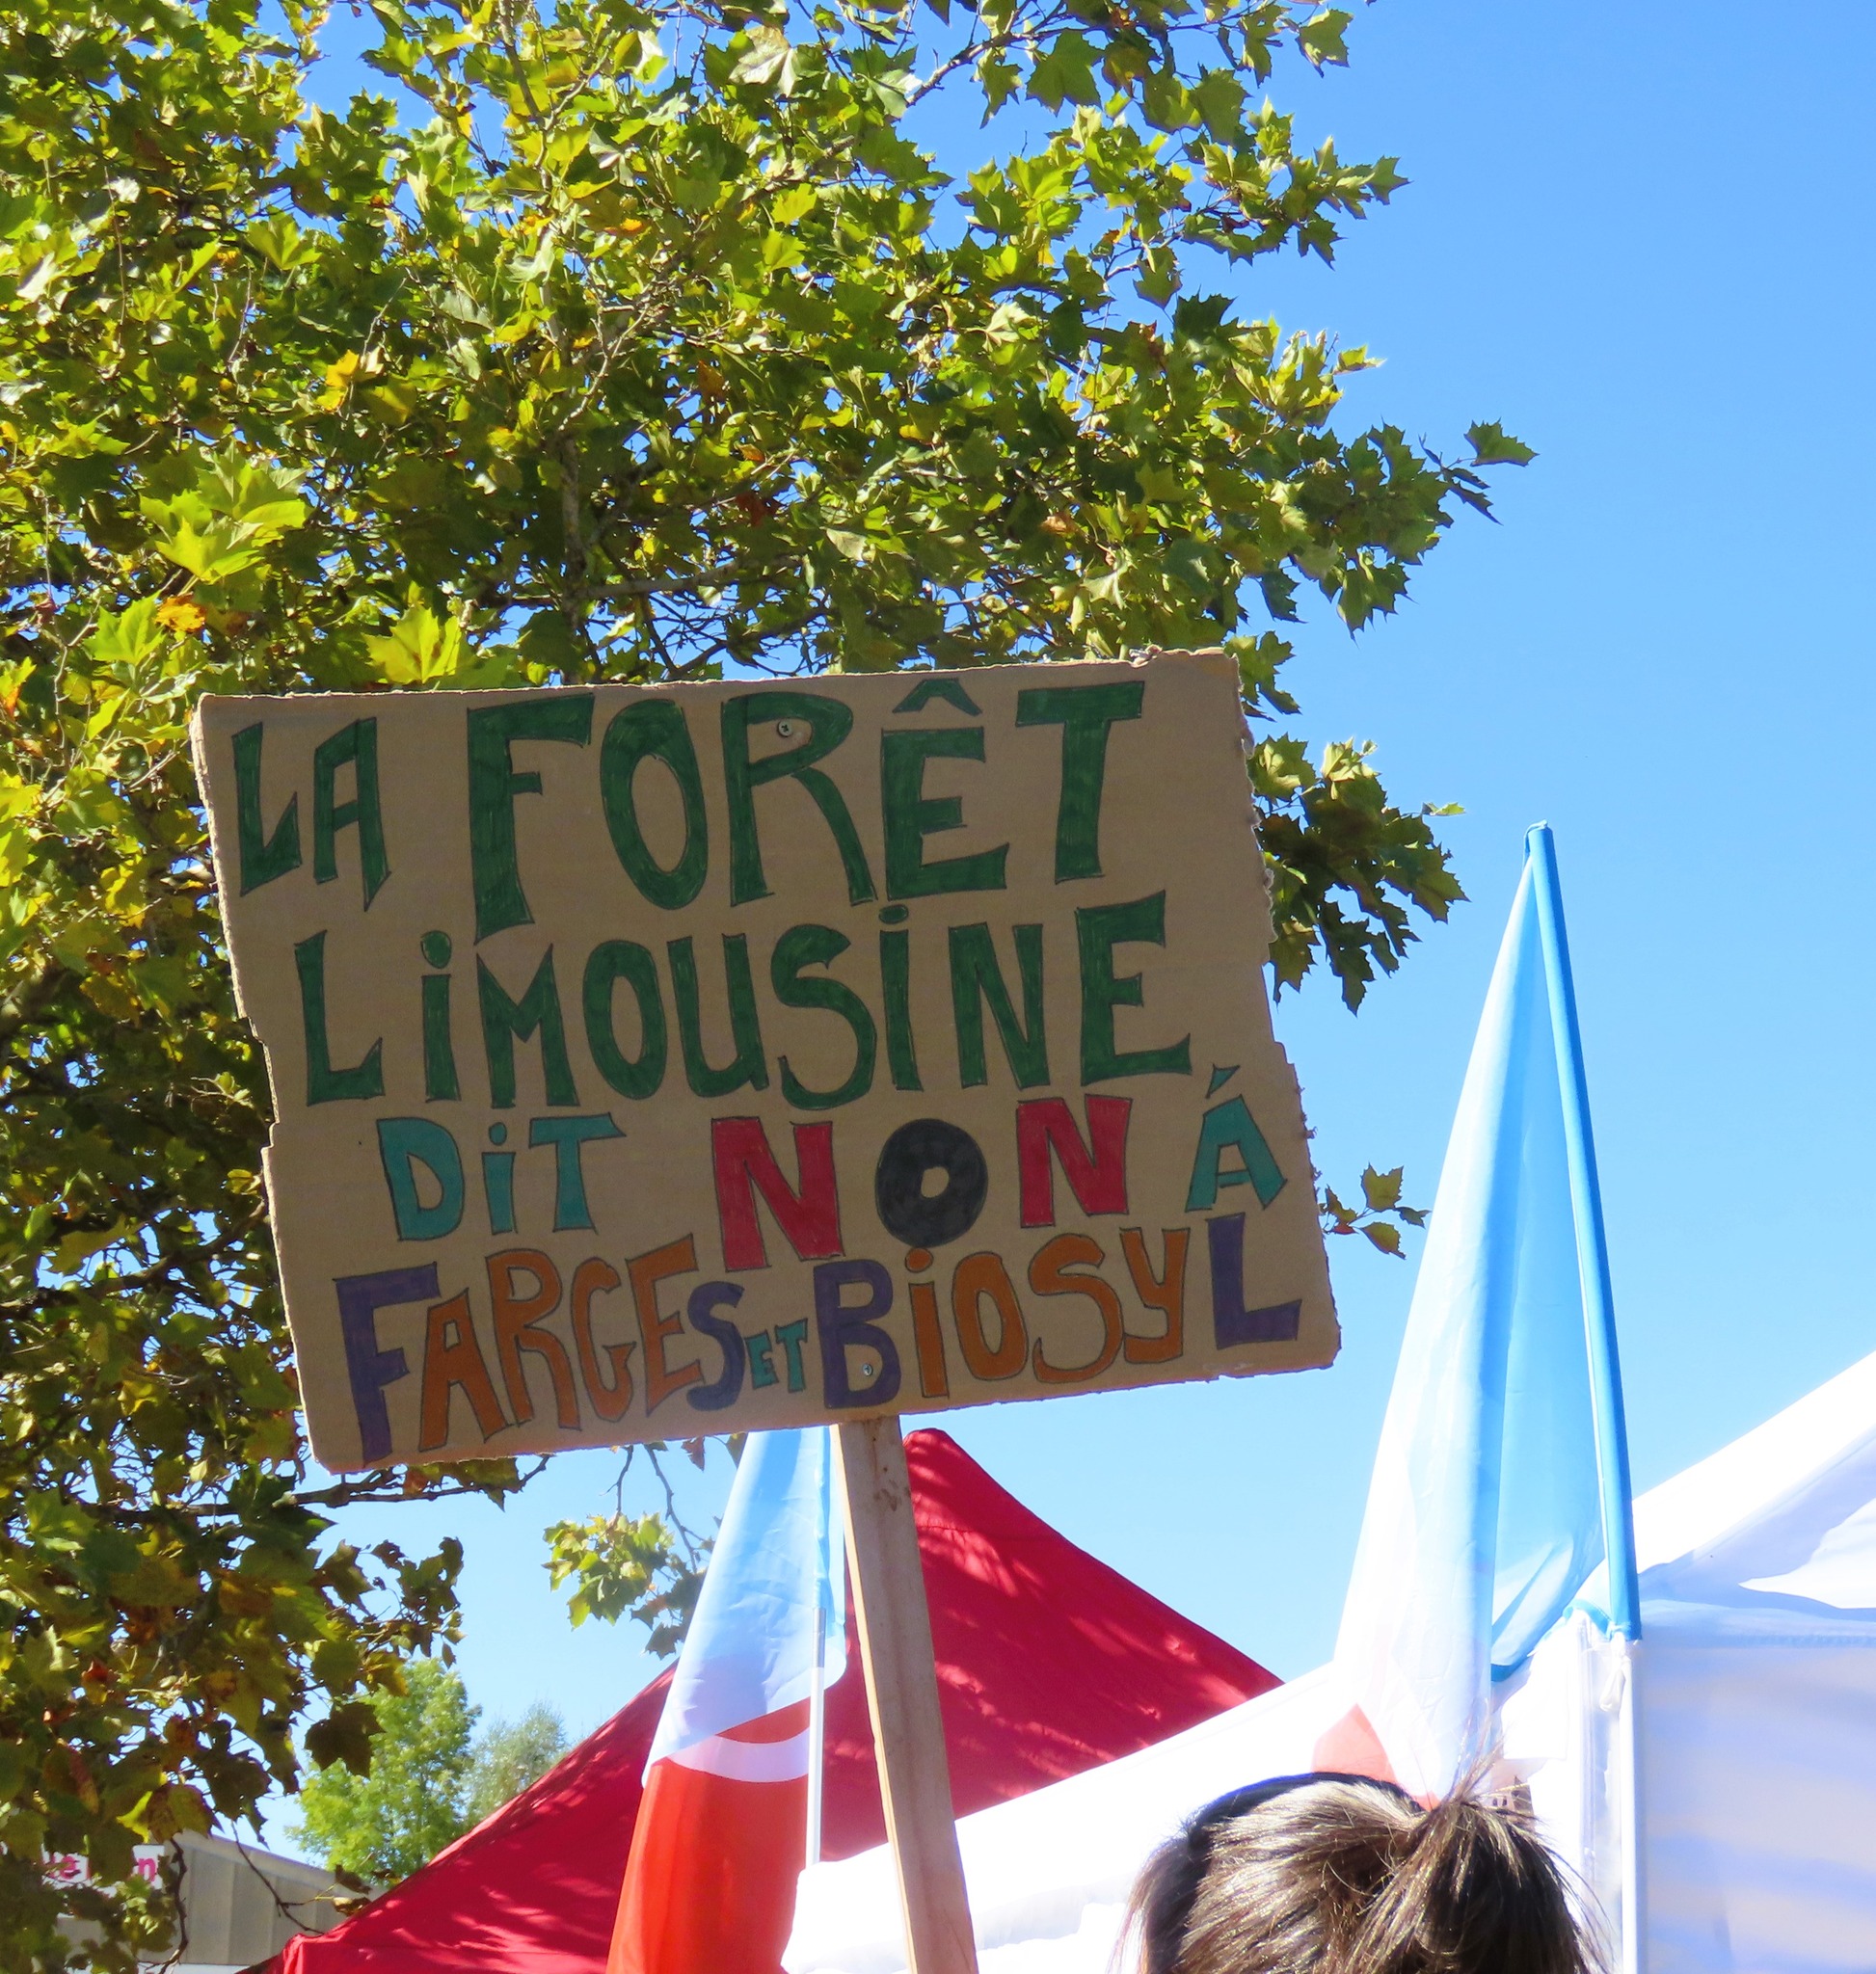 LA FORÊT
LiMOUSiNE
DiT NON Á
FARGES ET BiOSYL